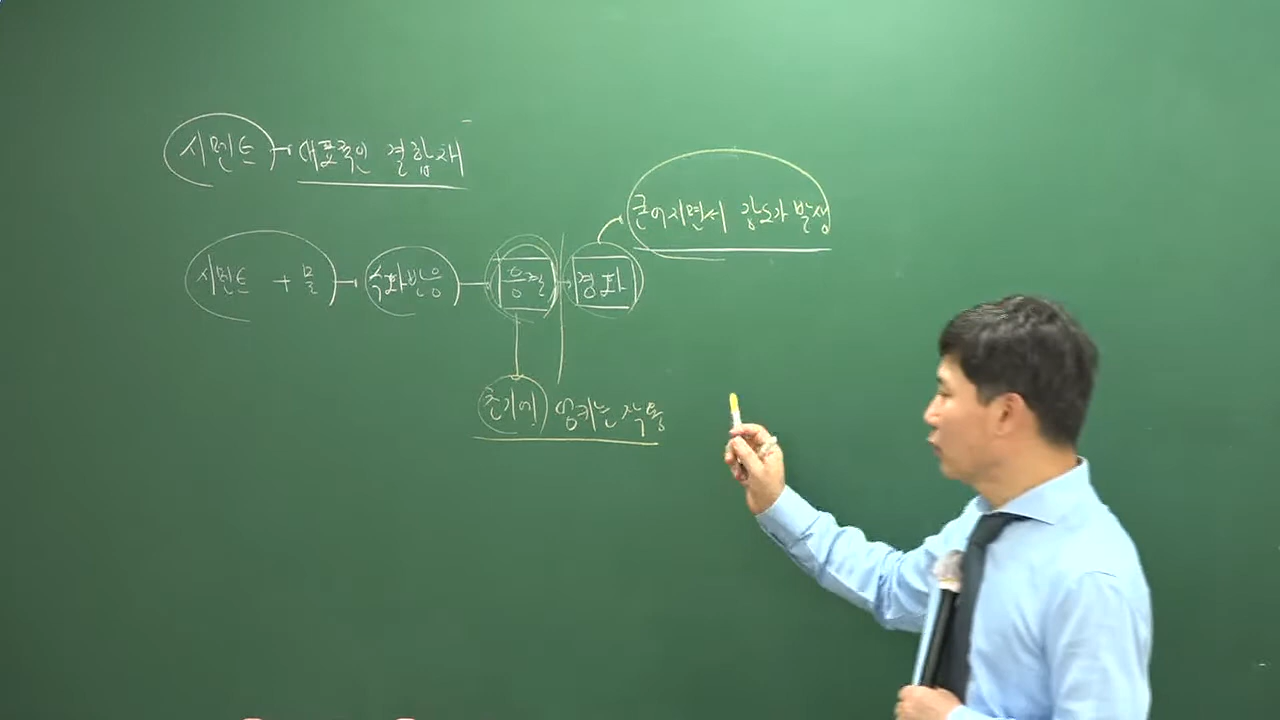 시멘트 → 대표적인 결합재
굳어지면서 강도가 발생
시멘트 + 물 → 수화반응 → 응결 → 경화
초기에 엉키는 작용